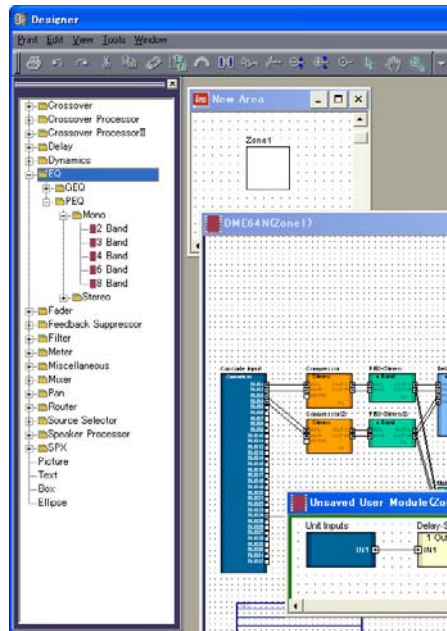 Designer
Print Edit View Tools Window
Crossover
Crossover Processor
Crossover ProcessorII
Delay
Dynamics
EQ
GEQ
PEQ
Mono
2 Band
3 Band
4 Band
6 Band
8 Band
Stereo
Fader
Feedback Suppressor
Filter
Meter
Miscellaneous
Mixer
Pan
Router
Source Selector
Speaker Processor
SPX
Picture
Text
Box
Ellipse
New Area
Zone1
DME64N(Zone1)
Cascade Input
Compressor
Stereo
Compressor(2)
Stereo
Unsaved User Module(Zo
Unit Inputs
IN1
Delay-S
1 Out
IN1